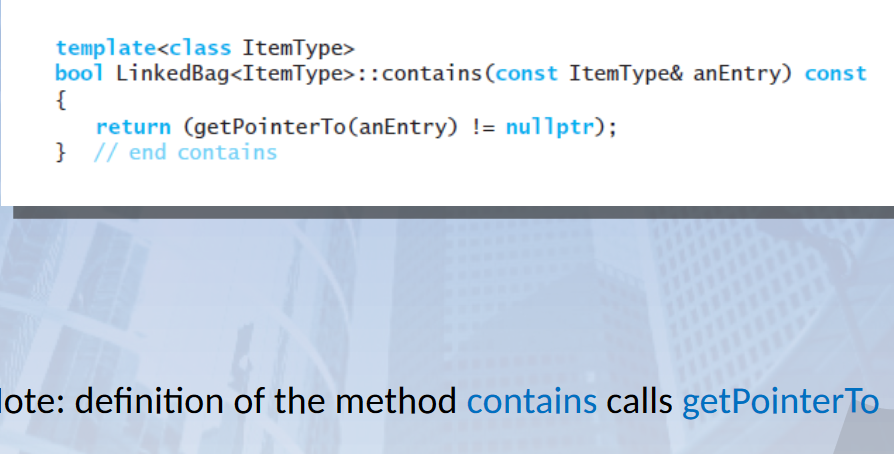 template<class ItemType>
bool LinkedBag<ItemType>::contains(const ItemType& anEntry) const
{
return (getPointerTo(anEntry) != nullptr);
} // end contains
ote: definition of the method contains calls getPointerTo